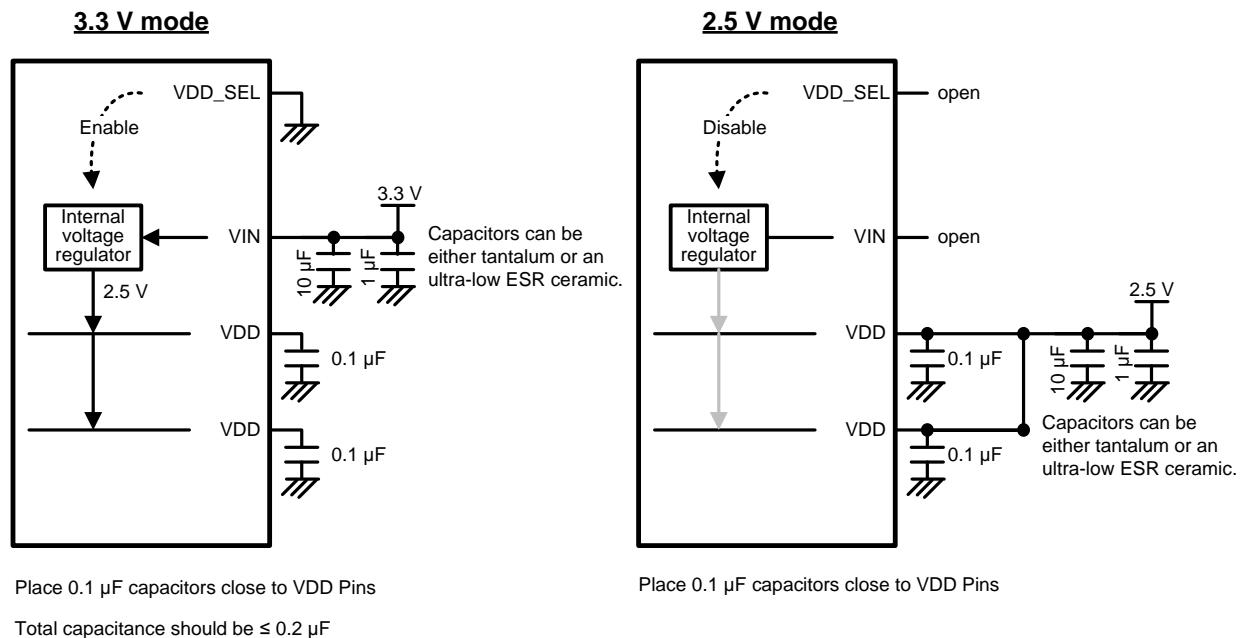 3.3 V mode
VDD_SEL
Enable
3.3 V
Internal
voltage
regulator
VIN
10 µF
1 µF
Capacitors can be
either tantalum or an
ultra-low ESR ceramic.
2.5 V
VDD
0.1 µF
VDD
0.1 µF
Place 0.1 µF capacitors close to VDD Pins
Total capacitance should be ≤ 0.2 µF
2.5 V mode
VDD_SEL
open
Disable
Internal
voltage
regulator
VIN
open
2.5 V
VDD
0.1 µF
10 µF
1 µF
VDD
0.1 µF
Capacitors can be
either tantalum or an
ultra-low ESR ceramic.
Place 0.1 µF capacitors close to VDD Pins